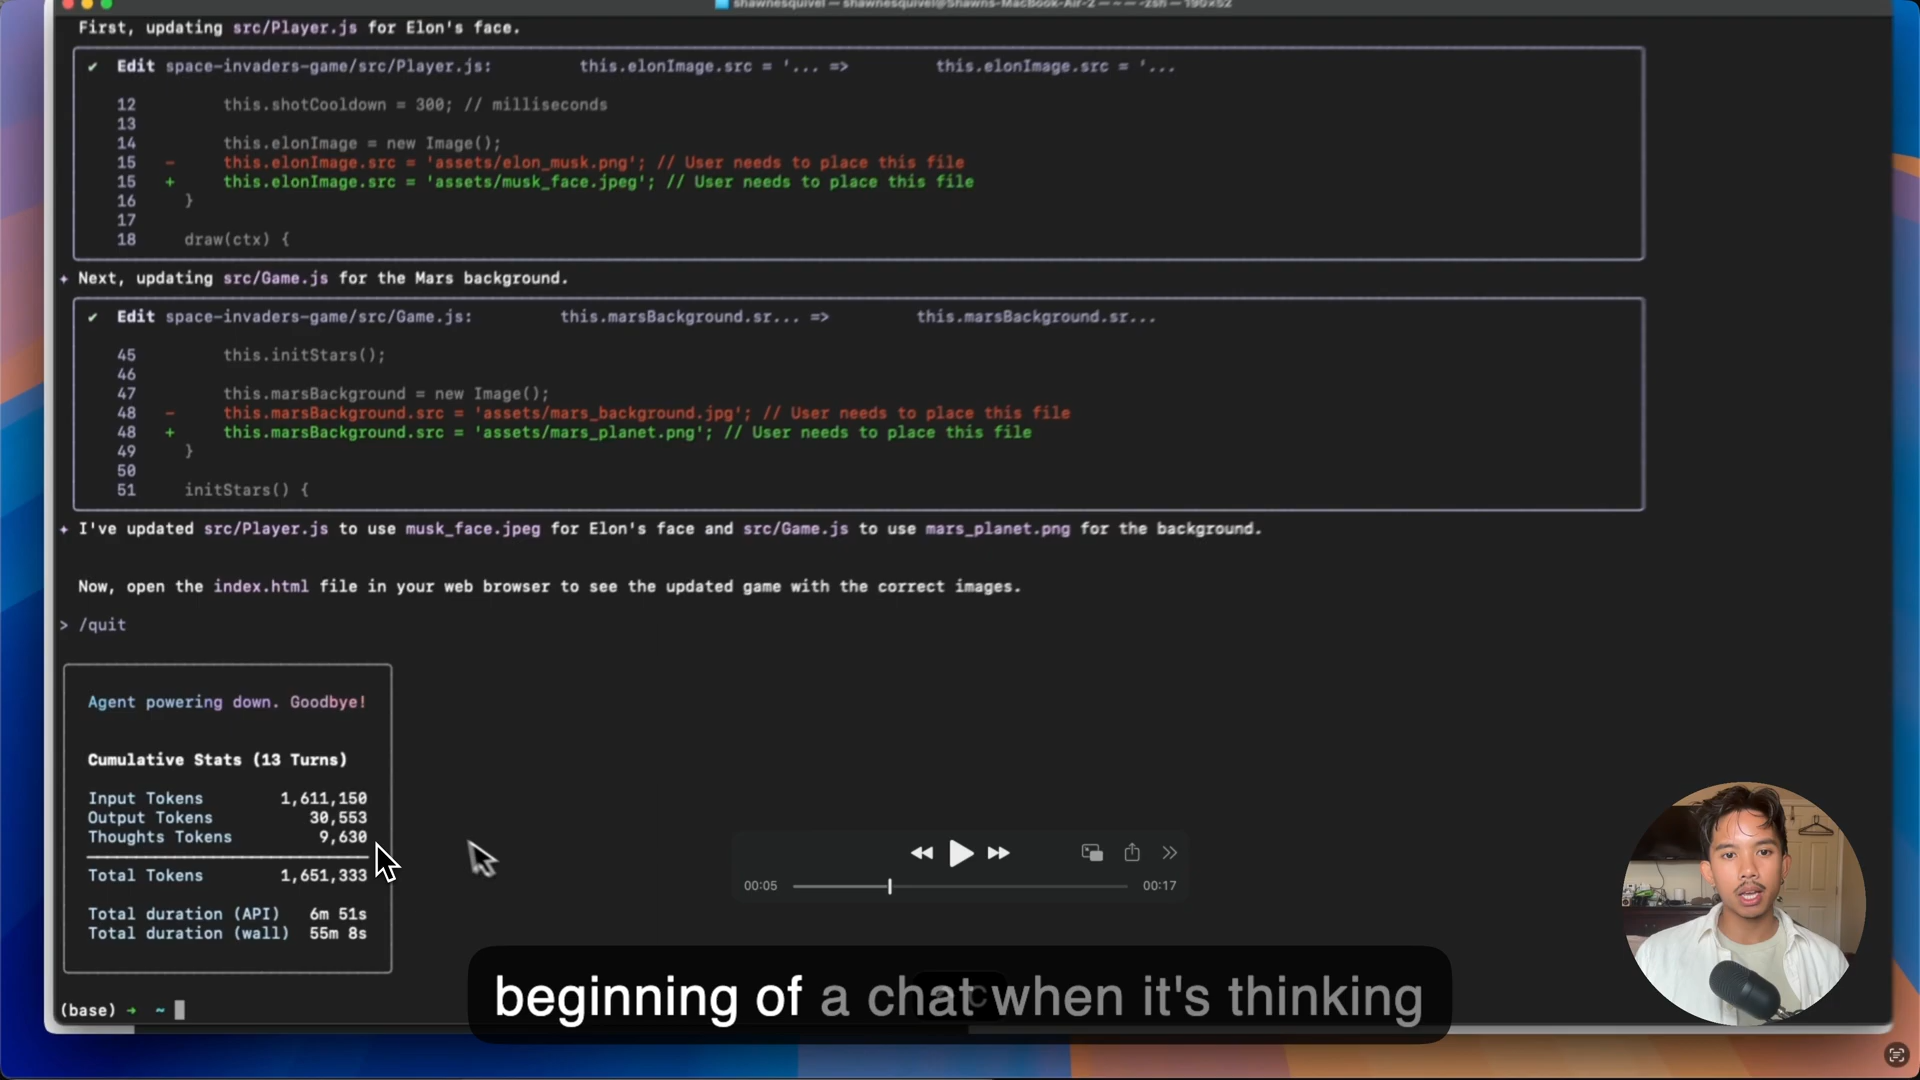 shawnesquivel — shawnesquivel@Shawns-MacBook-Air-2 — ~ — -zsh — 190×52
First, updating src/Player.js for Elon's face.
✔ Edit space-invaders-game/src/Player.js: this.elonImage.src = '... => this.elonImage.src = '...
12 this.shotCooldown = 300; // milliseconds
13
14 this.elonImage = new Image();
15 - this.elonImage.src = 'assets/elon_musk.png'; // User needs to place this file
15 + this.elonImage.src = 'assets/musk_face.jpeg'; // User needs to place this file
16 }
17
18 draw(ctx) {
✦ Next, updating src/Game.js for the Mars background.
✔ Edit space-invaders-game/src/Game.js: this.marsBackground.sr... => this.marsBackground.sr...
45 this.initStars();
46
47 this.marsBackground = new Image();
48 - this.marsBackground.src = 'assets/mars_background.jpg'; // User needs to place this file
48 + this.marsBackground.src = 'assets/mars_planet.png'; // User needs to place this file
49 }
50
51 initStars() {
✦ I've updated src/Player.js to use musk_face.jpeg for Elon's face and src/Game.js to use mars_planet.png for the background.
Now, open the index.html file in your web browser to see the updated game with the correct images.
> /quit
Agent powering down. Goodbye!
Cumulative Stats (13 Turns)
Input Tokens 1,611,150
Output Tokens 30,553
Thoughts Tokens 9,630
Total Tokens 1,651,333
Total duration (API) 6m 51s
Total duration (wall) 55m 8s
(base) ➜ ~
00:05 00:17
beginning of a chat when it's thinking